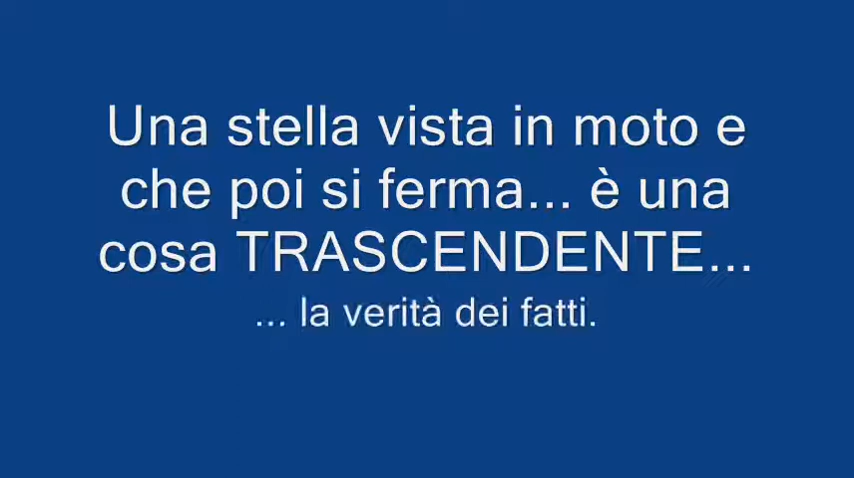 Una stella vista in moto e
che poi si ferma... è una
cosa TRASCENDENTE...
... la verità dei fatti.